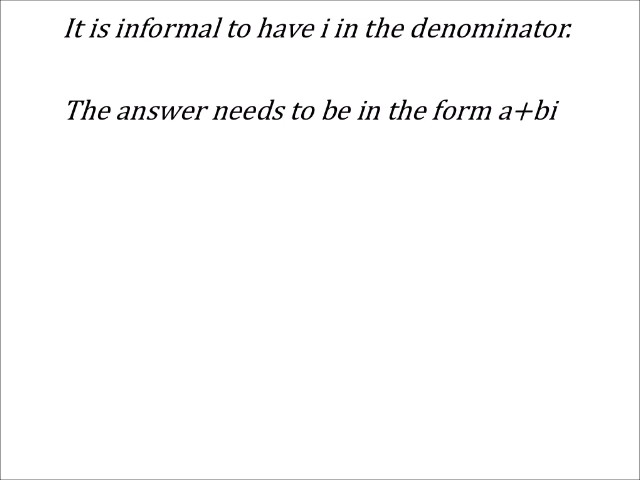 It is informal to have i in the denominator.
The answer needs to be in the form a+bi